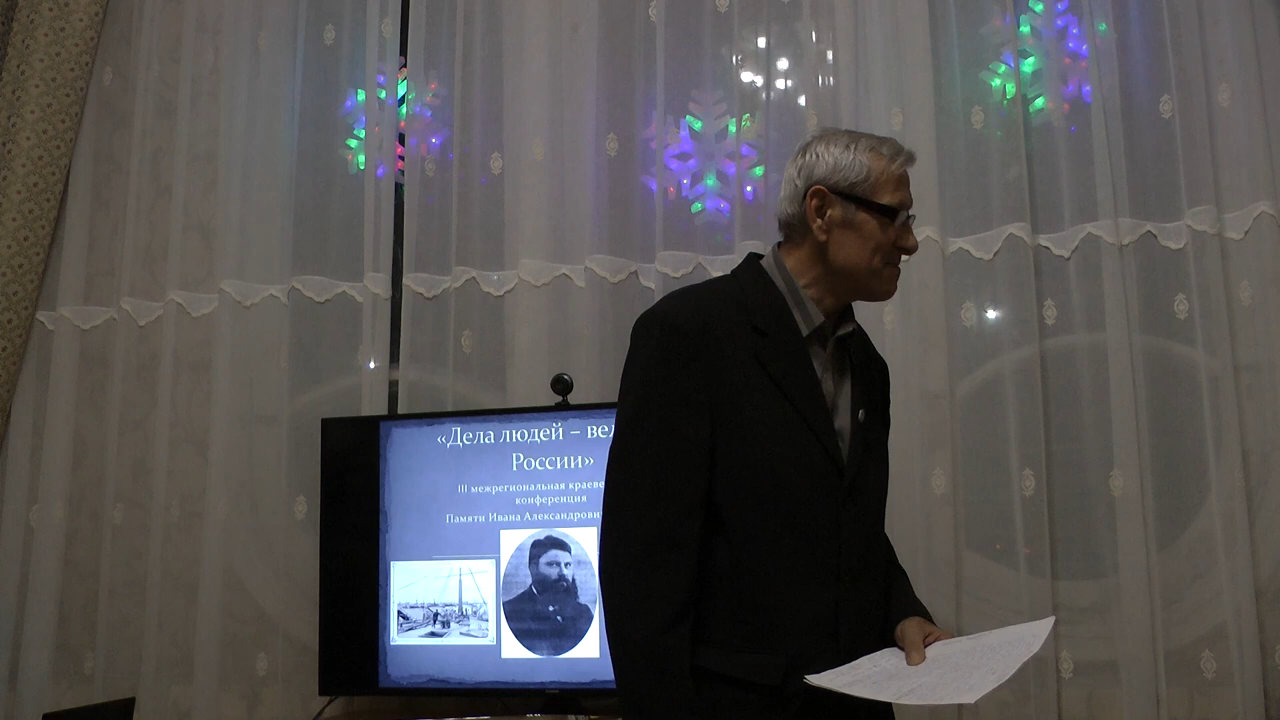 «Дела людей – вел
России»
III межрегиональная краеве
конференция
Памяти Ивана Александрови